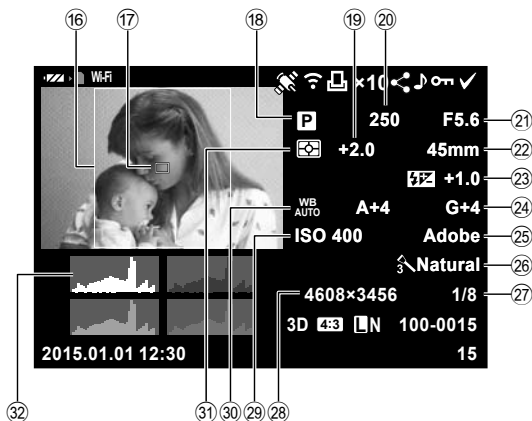 ⑯ ⑰ ⑱ ⑲ ⑳
Wi-Fi ×10
P 250 F5.6 ㉑
+2.0 45mm ㉒
+1.0 ㉓
WB AUTO A+4 G+4 ㉔
ISO 400 Adobe ㉕
3 Natural ㉖
4608×3456 1/8 ㉗
3D 4:3 LN 100-0015
2015.01.01 12:30 15
㉜ ㉛ ㉚ ㉙ ㉘